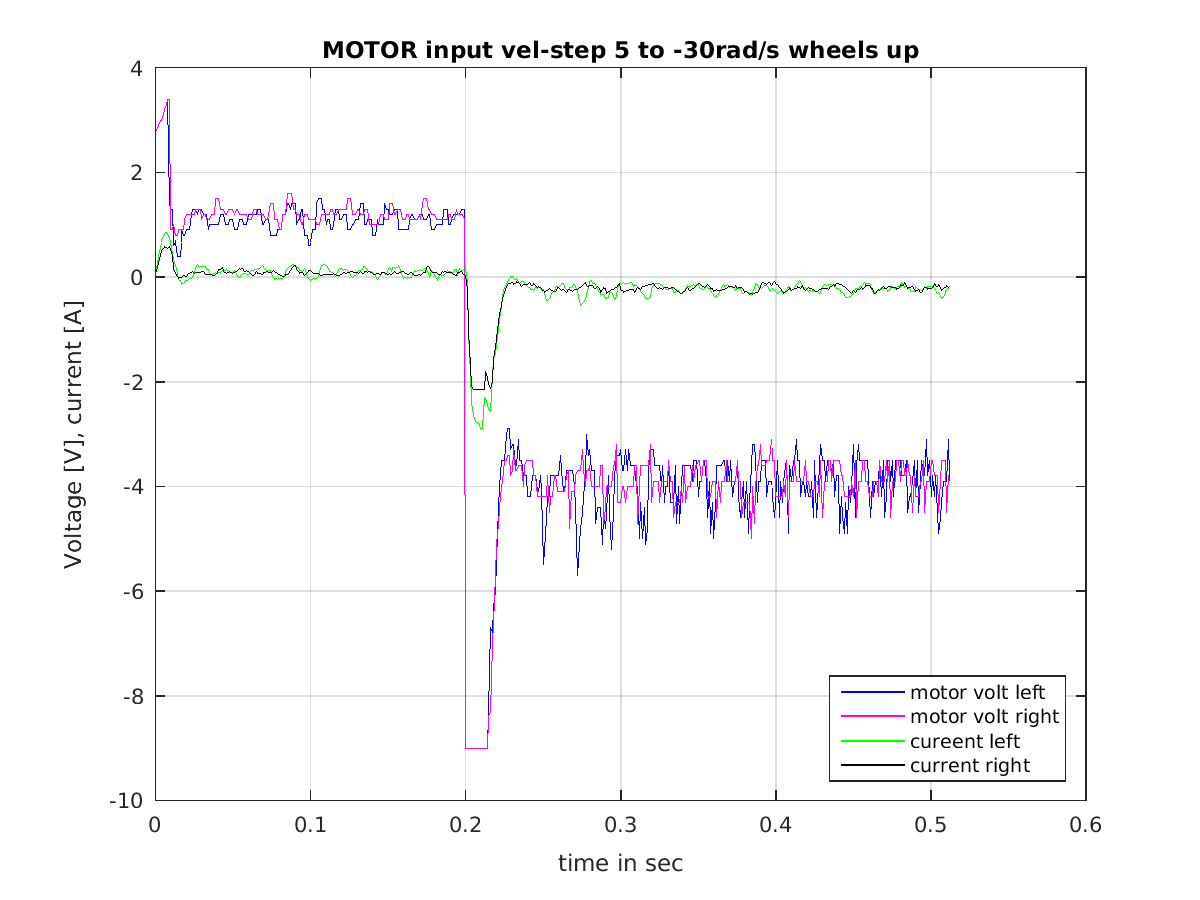 MOTOR input vel-step 5 to -30rad/s wheels up
4
2
0
-2
-4
-6
-8
-10
Voltage [V], current [A]
motor volt left
motor volt right
cureent left
current right
0 0.1 0.2 0.3 0.4 0.5 0.6
time in sec